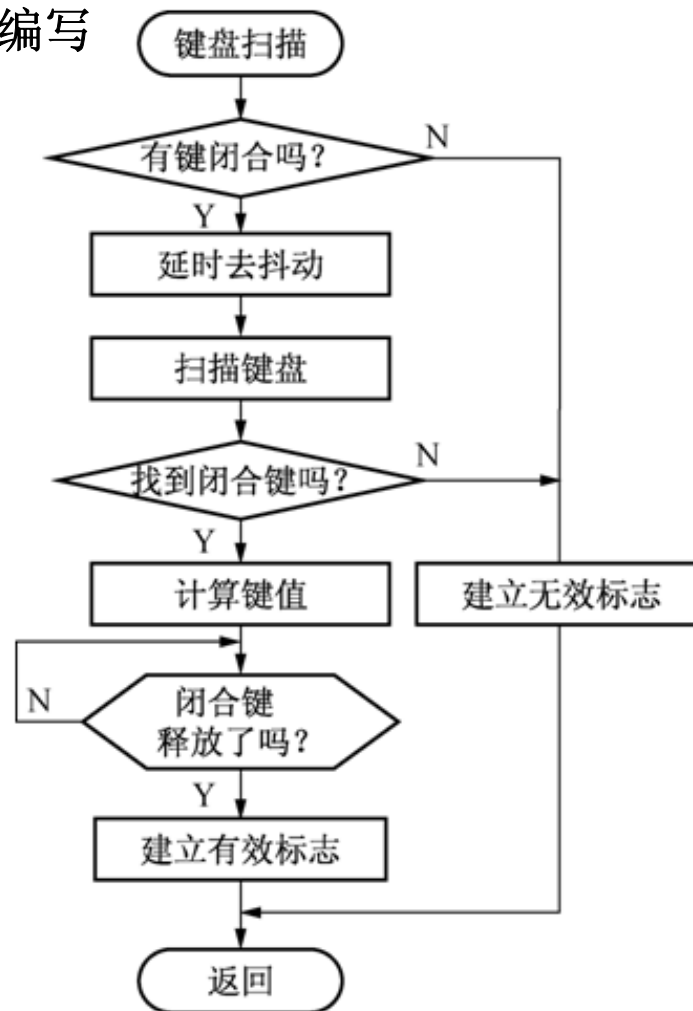 编写
键盘扫描
有键闭合吗?
N
Y
延时去抖动
扫描键盘
找到闭合键吗?
N
Y
计算键值
建立无效标志
N
闭合键
释放了吗?
Y
建立有效标志
返回